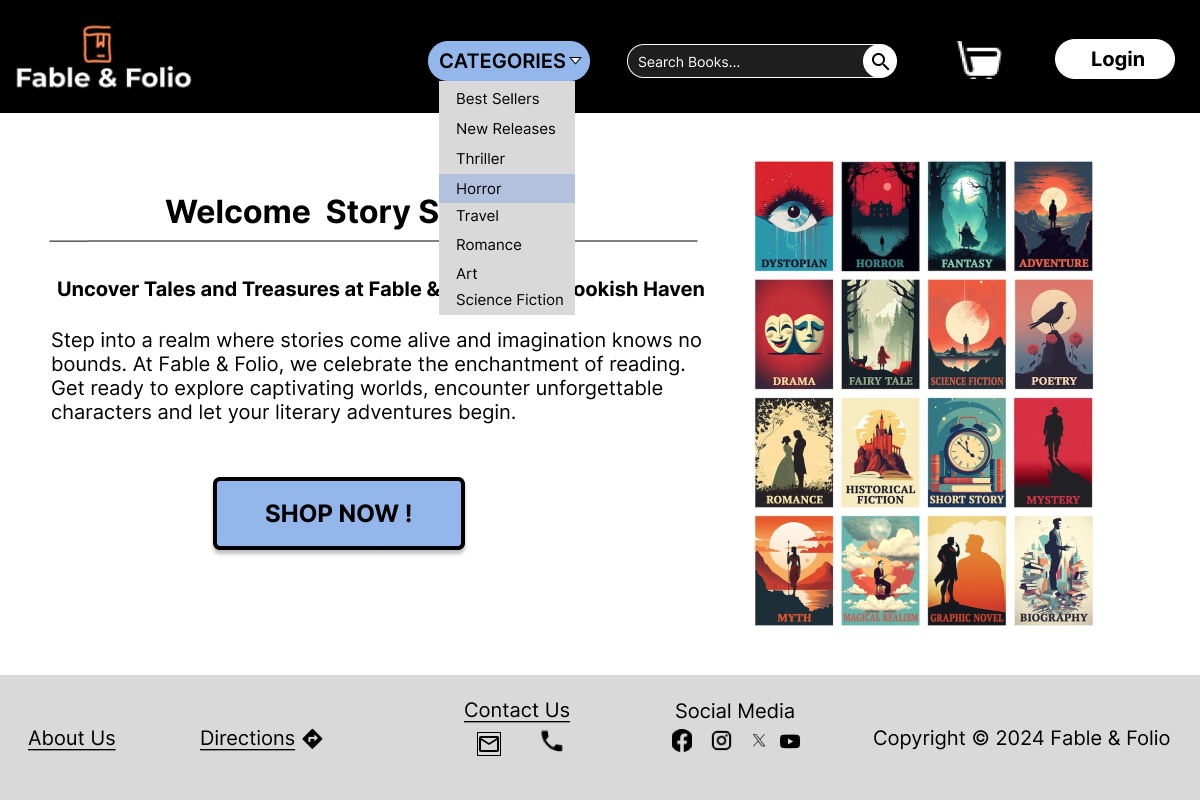 Fable & Folio
CATEGORIES
Search Books...
Login
Best Sellers
New Releases
Thriller
Horror
Travel
Romance
Art
Science Fiction
Welcome Story S
Uncover Tales and Treasures at Fable & ookish Haven
Step into a realm where stories come alive and imagination knows no
bounds. At Fable & Folio, we celebrate the enchantment of reading.
Get ready to explore captivating worlds, encounter unforgettable
characters and let your literary adventures begin.
SHOP NOW !
DYSTOPIAN
HORROR
FANTASY
ADVENTURE
DRAMA
FAIRY TALE
SCIENCE FICTION
POETRY
ROMANCE
HISTORICAL
FICTION
SHORT STORY
MYSTERY
MYTH
MAGICAL REALISM
GRAPHIC NOVEL
BIOGRAPHY
About Us
Directions
Contact Us
Social Media
Copyright © 2024 Fable & Folio